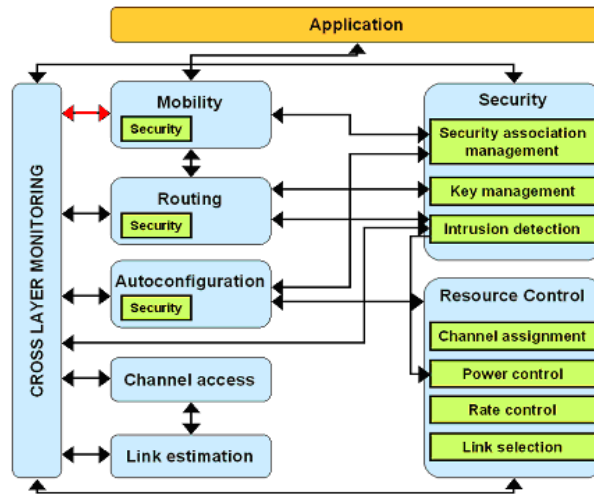 Application
CROSS LAYER MONITORING
Mobility
Security
Routing
Security
Autoconfiguration
Security
Channel access
Link estimation
Security
Security association
management
Key management
Intrusion detection
Resource Control
Channel assignment
Power control
Rate control
Link selection